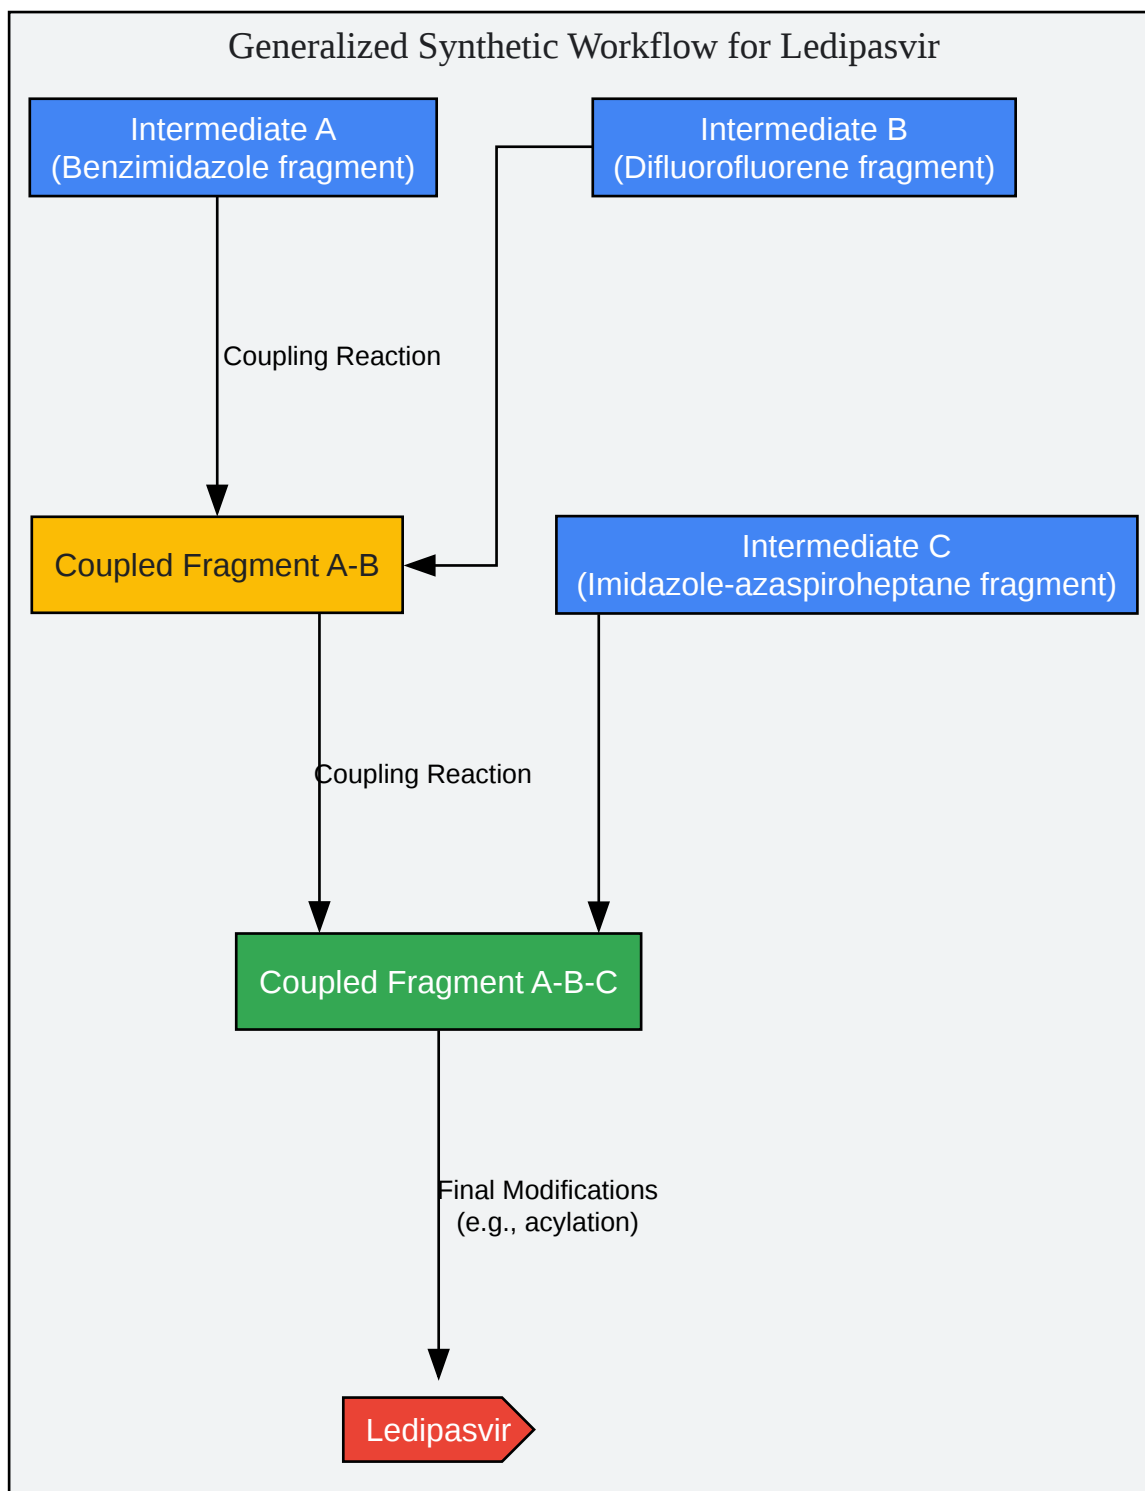 Generalized Synthetic Workflow for Ledipasvir
Intermediate A
(Benzimidazole fragment)
Intermediate B
(Difluorofluorene fragment)
Coupling Reaction
Coupled Fragment A-B
Intermediate C
(Imidazole-azaspiroheptane fragment)
Coupling Reaction
Coupled Fragment A-B-C
Final Modifications
(e.g., acylation)
Ledipasvir